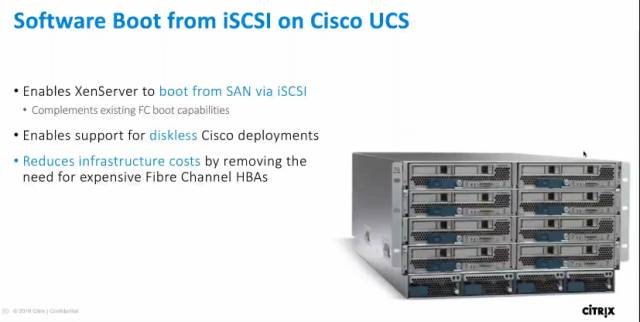 Software Boot from iSCSI on Cisco UCS
• Enables XenServer to boot from SAN via iSCSI
• Complements existing FC boot capabilities
• Enables support for diskless Cisco deployments
• Reduces infrastructure costs by removing the
need for expensive Fibre Channel HBAs
© 2016 Citrix | Confidential
CITRIX